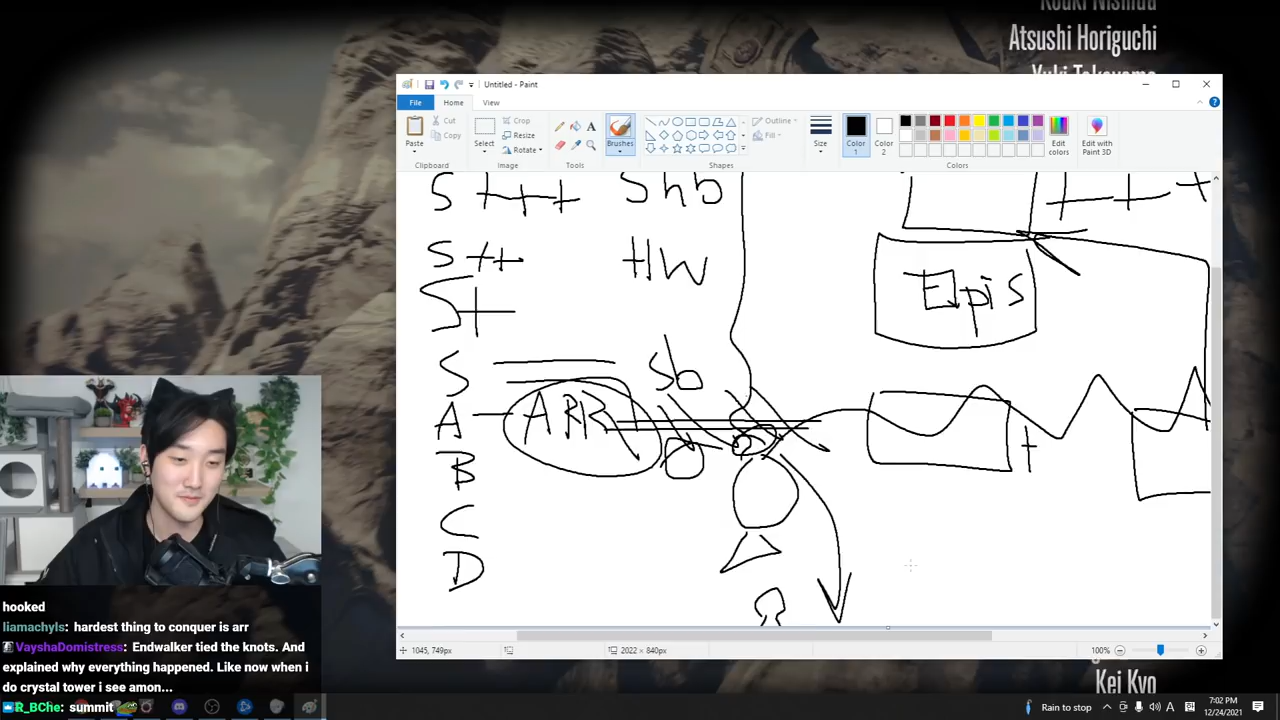 Kouki Nishida
Atsushi Horiguchi
Yuki Takayama
Untitled - Paint
File Home View
Paste
Cut
Copy
Clipboard
Select
Crop
Resize
Rotate
Image
Tools
Brushes
Shapes
Outline
Fill
Size
Color 1
Color 2
Edit colors
Colors
Edit with Paint 3D
S+++ Shb
S++ HW
S+
S Sb
A ARR
B
C
D
Elpis
+++
+
1045, 749px
2022 × 840px
100%
hooked
liamachyls: hardest thing to conquer is arr
VayshaDomistress: Endwalker tied the knots. And
explained why everything happened. Like now when i
do crystal tower i see amon...
R_BChe: summit
Kei Kyo
Rain to stop
7:02 PM
12/24/2021